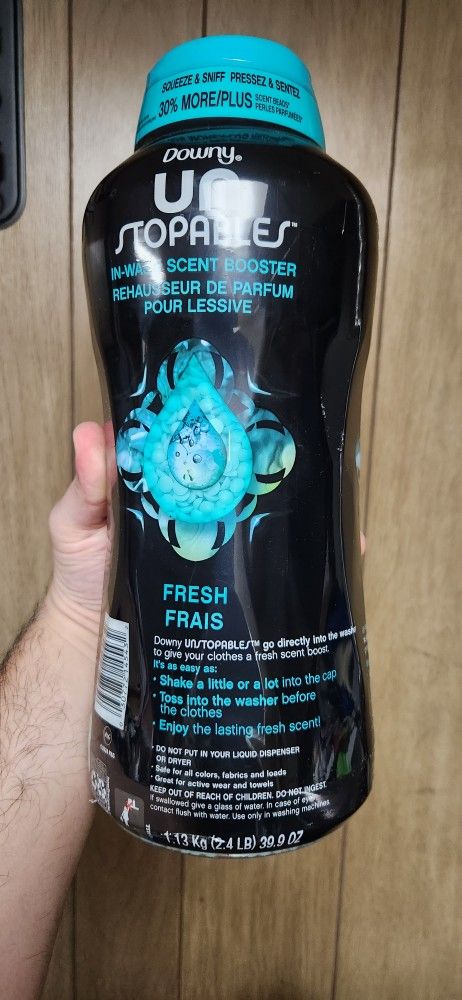 SQUEEZE & SNIFF PRESSEZ & SENTEZ
30% MORE/PLUS SCENT BEADS* PERLES PARFUMÉES*
Downy®
UN
STOPABLES™
IN-WASH SCENT BOOSTER
REHAUSSEUR DE PARFUM
POUR LESSIVE
FRESH
FRAIS
Downy UNSTOPABLES™ go directly into the washer
to give your clothes a fresh scent boost.
It's as easy as:
• Shake a little or a lot into the cap
• Toss into the washer before
the clothes
• Enjoy the lasting fresh scent!
• DO NOT PUT IN YOUR LIQUID DISPENSER
OR DRYER
• Safe for all colors, fabrics and loads
• Great for active wear and towels
KEEP OUT OF REACH OF CHILDREN. DO NOT INGEST.
If swallowed give a glass of water. In case of eye
contact flush with water. Use only in washing machines
1.13 Kg (2.4 LB) 39.9 OZ